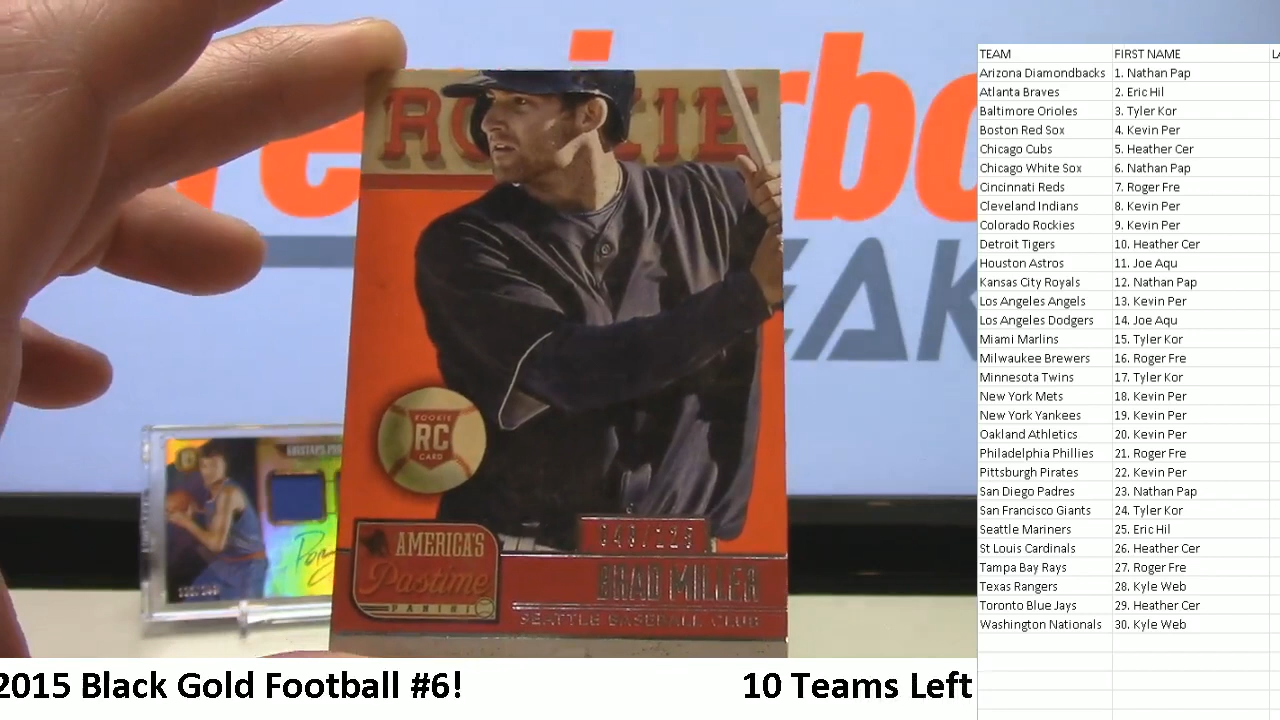 ROOKIE
ROOKIE
RC
CARD
AMERICA'S
Pastime
PANINI
049/125
BRAD MILLER
SEATTLE BASEBALL CLUB
TEAM FIRST NAME
Arizona Diamondbacks 1. Nathan Pap
Atlanta Braves 2. Eric Hil
Baltimore Orioles 3. Tyler Kor
Boston Red Sox 4. Kevin Per
Chicago Cubs 5. Heather Cer
Chicago White Sox 6. Nathan Pap
Cincinnati Reds 7. Roger Fre
Cleveland Indians 8. Kevin Per
Colorado Rockies 9. Kevin Per
Detroit Tigers 10. Heather Cer
Houston Astros 11. Joe Aqu
Kansas City Royals 12. Nathan Pap
Los Angeles Angels 13. Kevin Per
Los Angeles Dodgers 14. Joe Aqu
Miami Marlins 15. Tyler Kor
Milwaukee Brewers 16. Roger Fre
Minnesota Twins 17. Tyler Kor
New York Mets 18. Kevin Per
New York Yankees 19. Kevin Per
Oakland Athletics 20. Kevin Per
Philadelphia Phillies 21. Roger Fre
Pittsburgh Pirates 22. Kevin Per
San Diego Padres 23. Nathan Pap
San Francisco Giants 24. Tyler Kor
Seattle Mariners 25. Eric Hil
St Louis Cardinals 26. Heather Cer
Tampa Bay Rays 27. Roger Fre
Texas Rangers 28. Kyle Web
Toronto Blue Jays 29. Heather Cer
Washington Nationals 30. Kyle Web
2015 Black Gold Football #6! 10 Teams Left